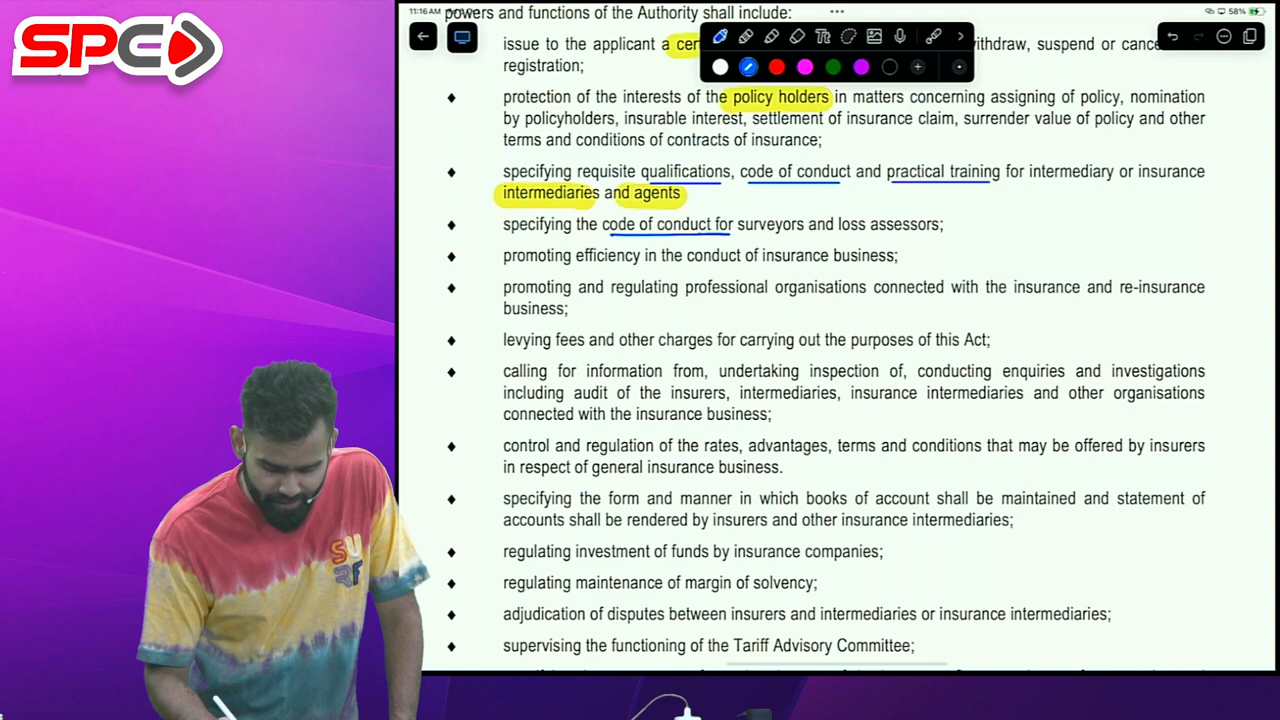 SPC
11:16 AM
58%
powers and functions of the Authority shall include:
issue to the applicant a cer withdraw, suspend or cance
registration;
♦ protection of the interests of the policy holders in matters concerning assigning of policy, nomination
by policyholders, insurable interest, settlement of insurance claim, surrender value of policy and other
terms and conditions of contracts of insurance;
♦ specifying requisite qualifications, code of conduct and practical training for intermediary or insurance
intermediaries and agents
♦ specifying the code of conduct for surveyors and loss assessors;
♦ promoting efficiency in the conduct of insurance business;
♦ promoting and regulating professional organisations connected with the insurance and re-insurance
business;
♦ levying fees and other charges for carrying out the purposes of this Act;
♦ calling for information from, undertaking inspection of, conducting enquiries and investigations
including audit of the insurers, intermediaries, insurance intermediaries and other organisations
connected with the insurance business;
♦ control and regulation of the rates, advantages, terms and conditions that may be offered by insurers
in respect of general insurance business.
♦ specifying the form and manner in which books of account shall be maintained and statement of
accounts shall be rendered by insurers and other insurance intermediaries;
♦ regulating investment of funds by insurance companies;
♦ regulating maintenance of margin of solvency;
♦ adjudication of disputes between insurers and intermediaries or insurance intermediaries;
♦ supervising the functioning of the Tariff Advisory Committee;
SURF